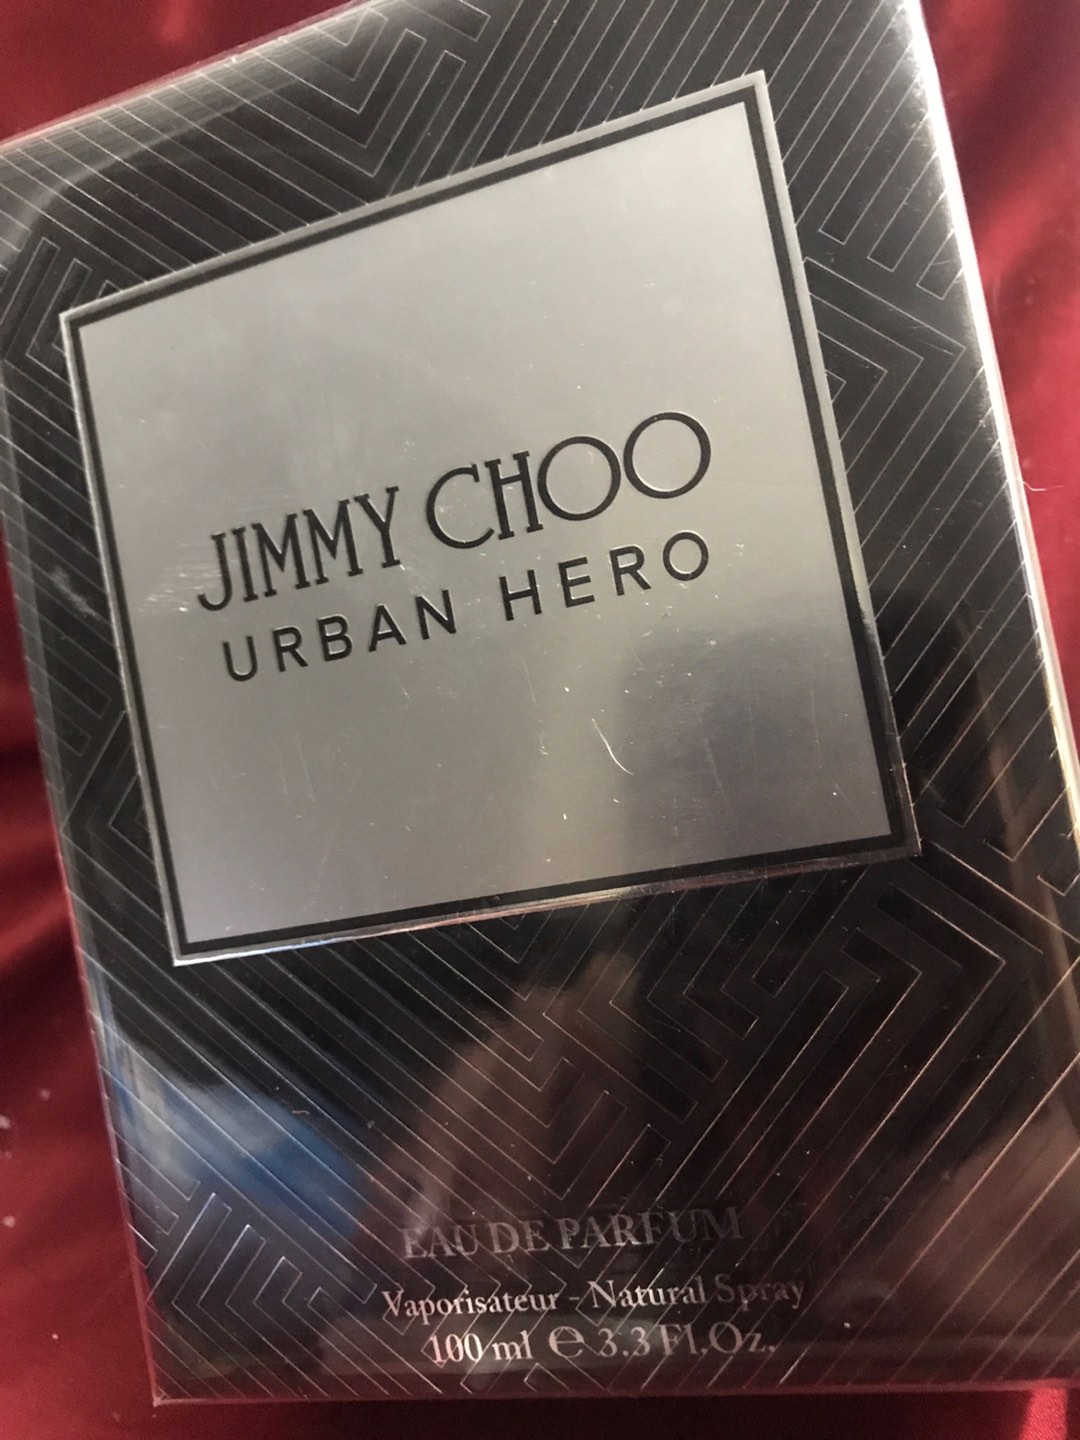 JIMMY CHOO
URBAN HERO
EAU DE PARFUM
Vaporisateur - Natural Spray
100 ml ℮ 3.3 Fl.Oz.